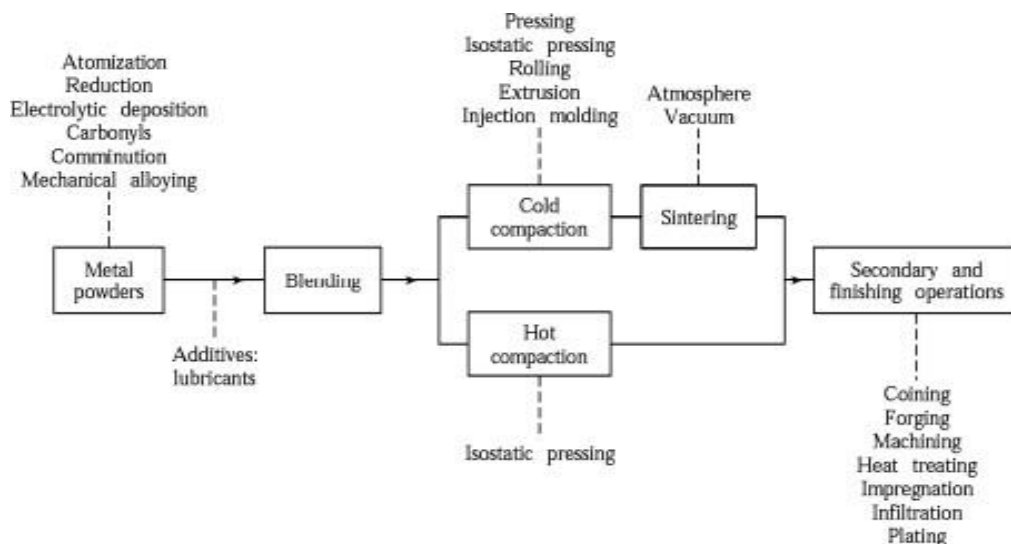 Atomization
Reduction
Electrolytic deposition
Carbonyls
Comminution
Mechanical alloying
Metal
powders
Additives:
lubricants
Blending
Pressing
Isostatic pressing
Rolling
Extrusion
Injection molding
Cold
compaction
Atmosphere
Vacuum
Sintering
Hot
compaction
Isostatic pressing
Secondary and
finishing operations
Coining
Forging
Machining
Heat treating
Impregnation
Infiltration
Plating